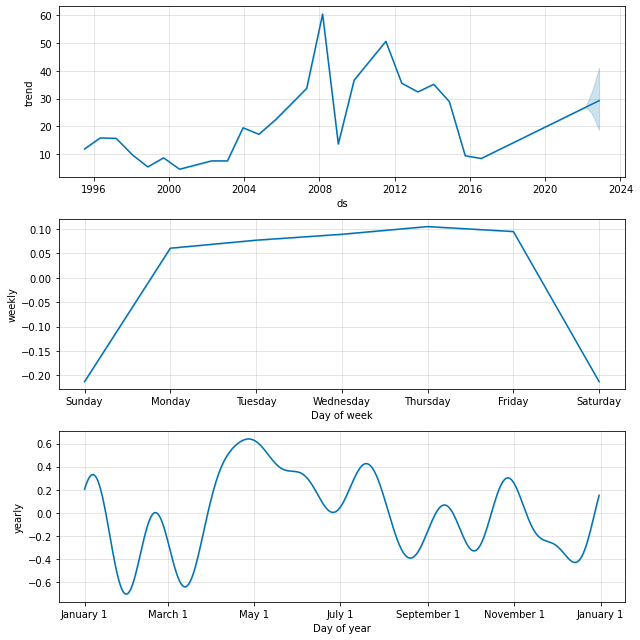 60
50
40
30
20
10
trend
1996 2000 2004 2008 2012 2016 2020 2024
ds
0.10
0.05
0.00
−0.05
−0.10
−0.15
−0.20
weekly
Sunday Monday Tuesday Wednesday Thursday Friday Saturday
Day of week
0.6
0.4
0.2
0.0
−0.2
−0.4
−0.6
yearly
January 1 March 1 May 1 July 1 September 1 November 1 January 1
Day of year